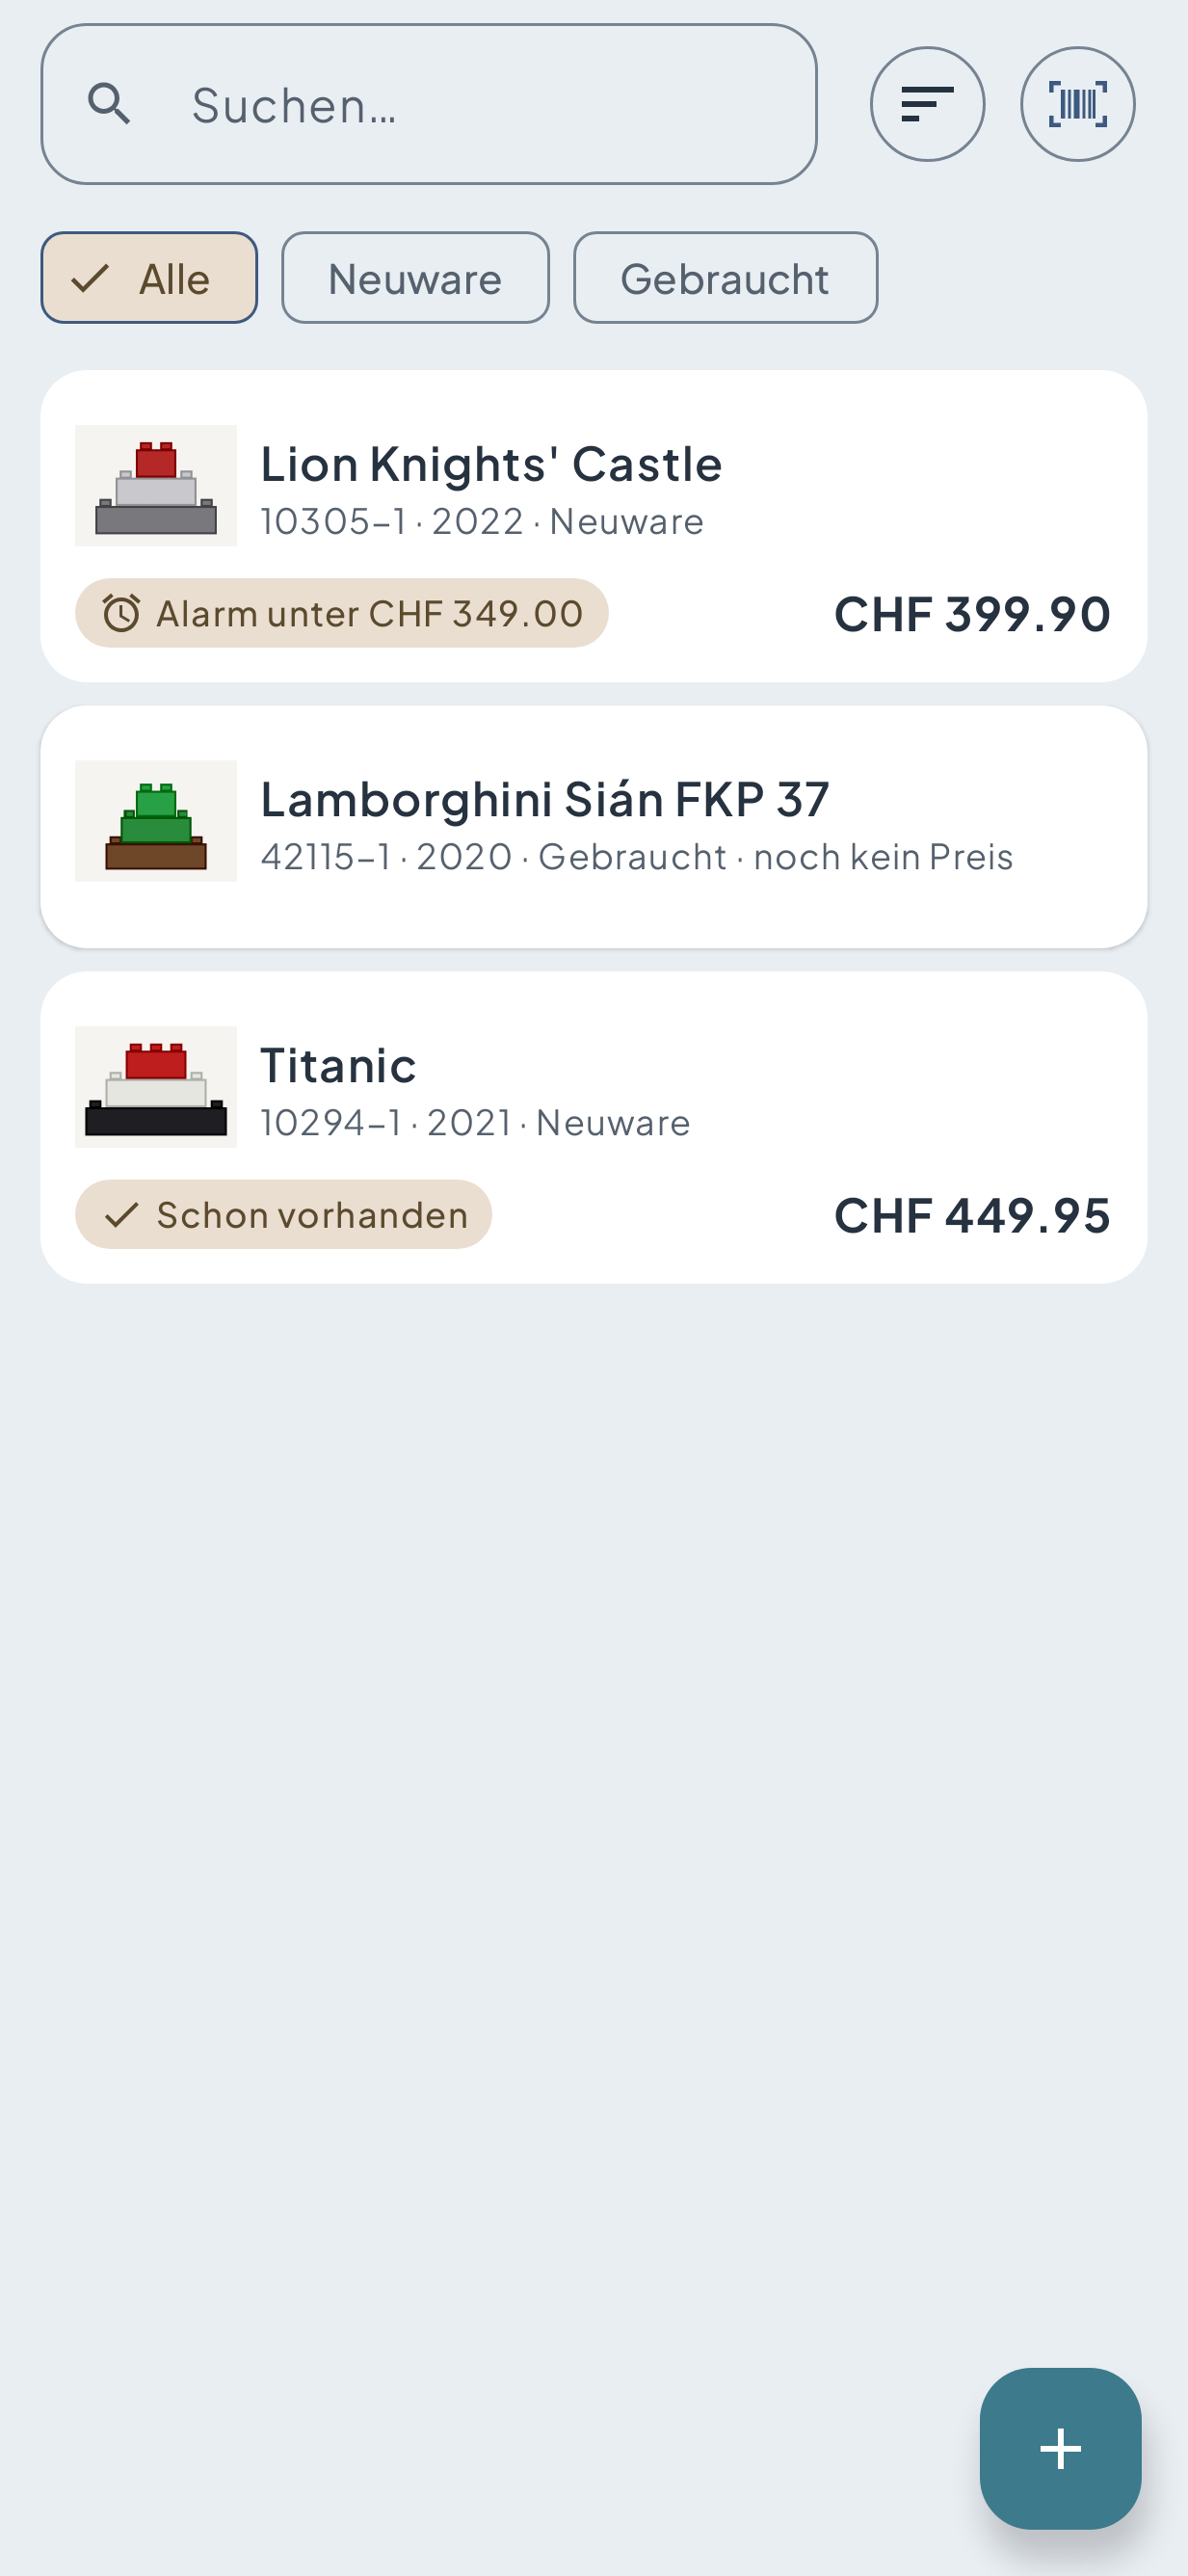 Suchen…
Alle
Neuware
Gebraucht
Lion Knights' Castle
10305-1 · 2022 · Neuware
Alarm unter CHF 349.00
CHF 399.90
Lamborghini Sián FKP 37
42115-1 · 2020 · Gebraucht · noch kein Preis
Titanic
10294-1 · 2021 · Neuware
Schon vorhanden
CHF 449.95